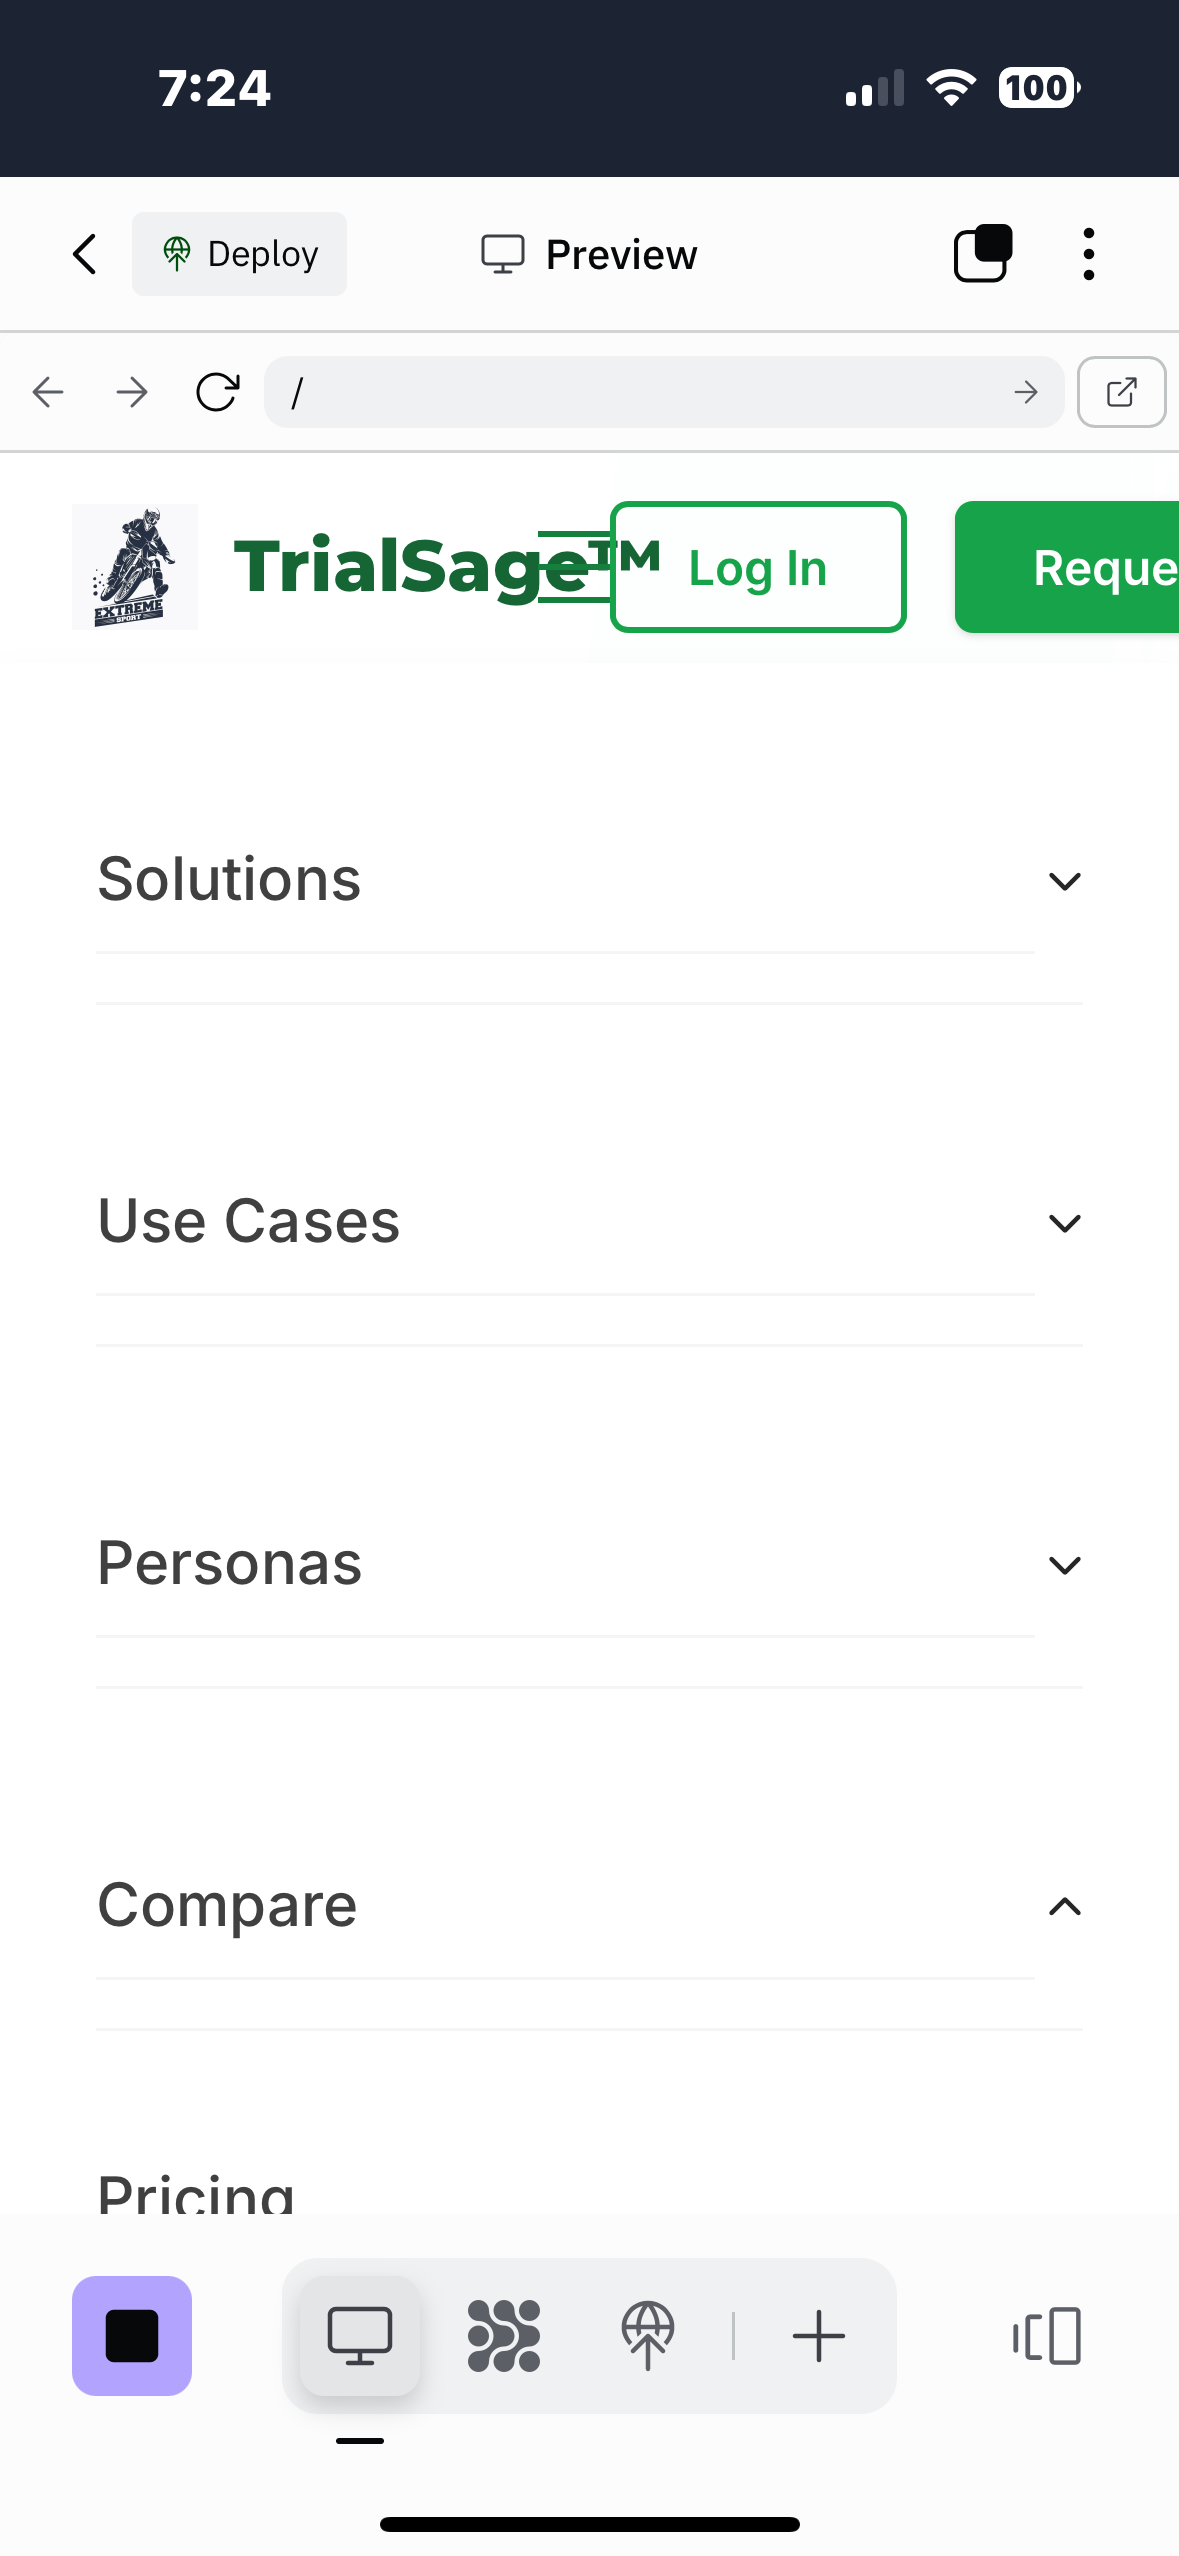 7:24
100
Deploy
Preview
/
EXTREME
SPORT
TrialSage™
Log In
Reque
Solutions
Use Cases
Personas
Compare
Pricing